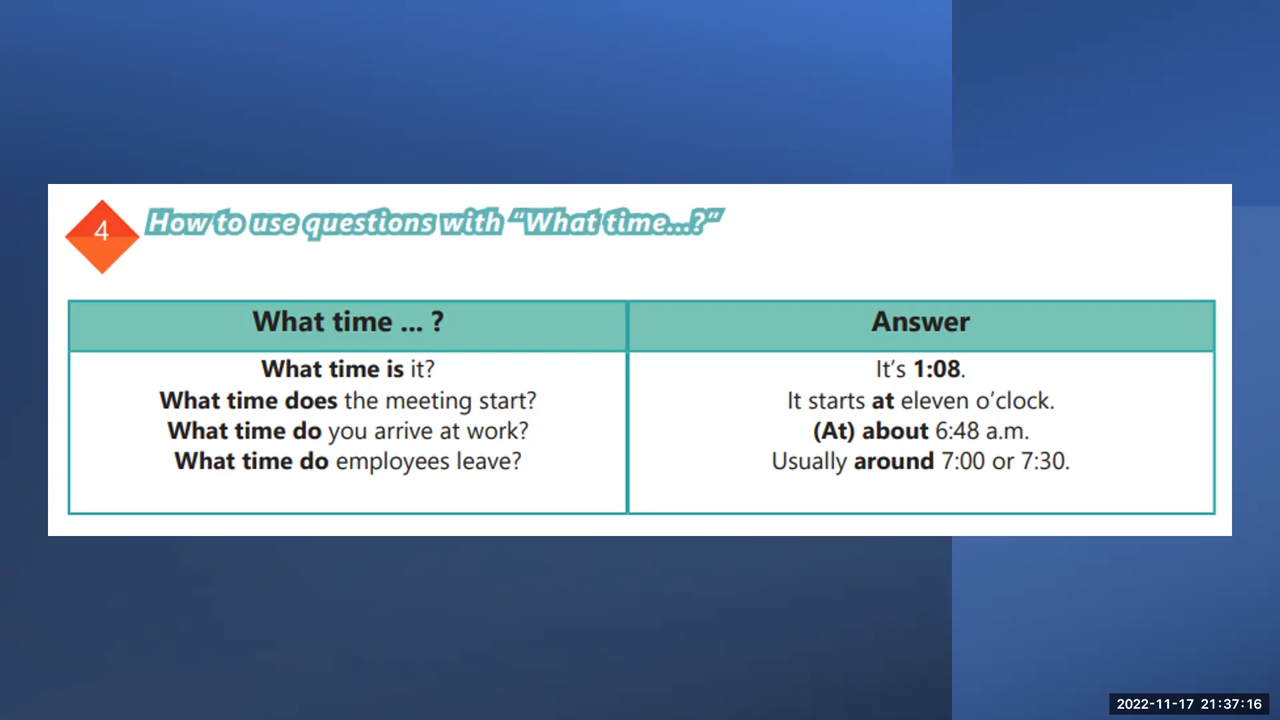 4
How to use questions with “What time...?”
What time ... ?
Answer
What time is it?
It’s 1:08.
What time does the meeting start?
It starts at eleven o’clock.
What time do you arrive at work?
(At) about 6:48 a.m.
What time do employees leave?
Usually around 7:00 or 7:30.
2022-11-17 21:37:16